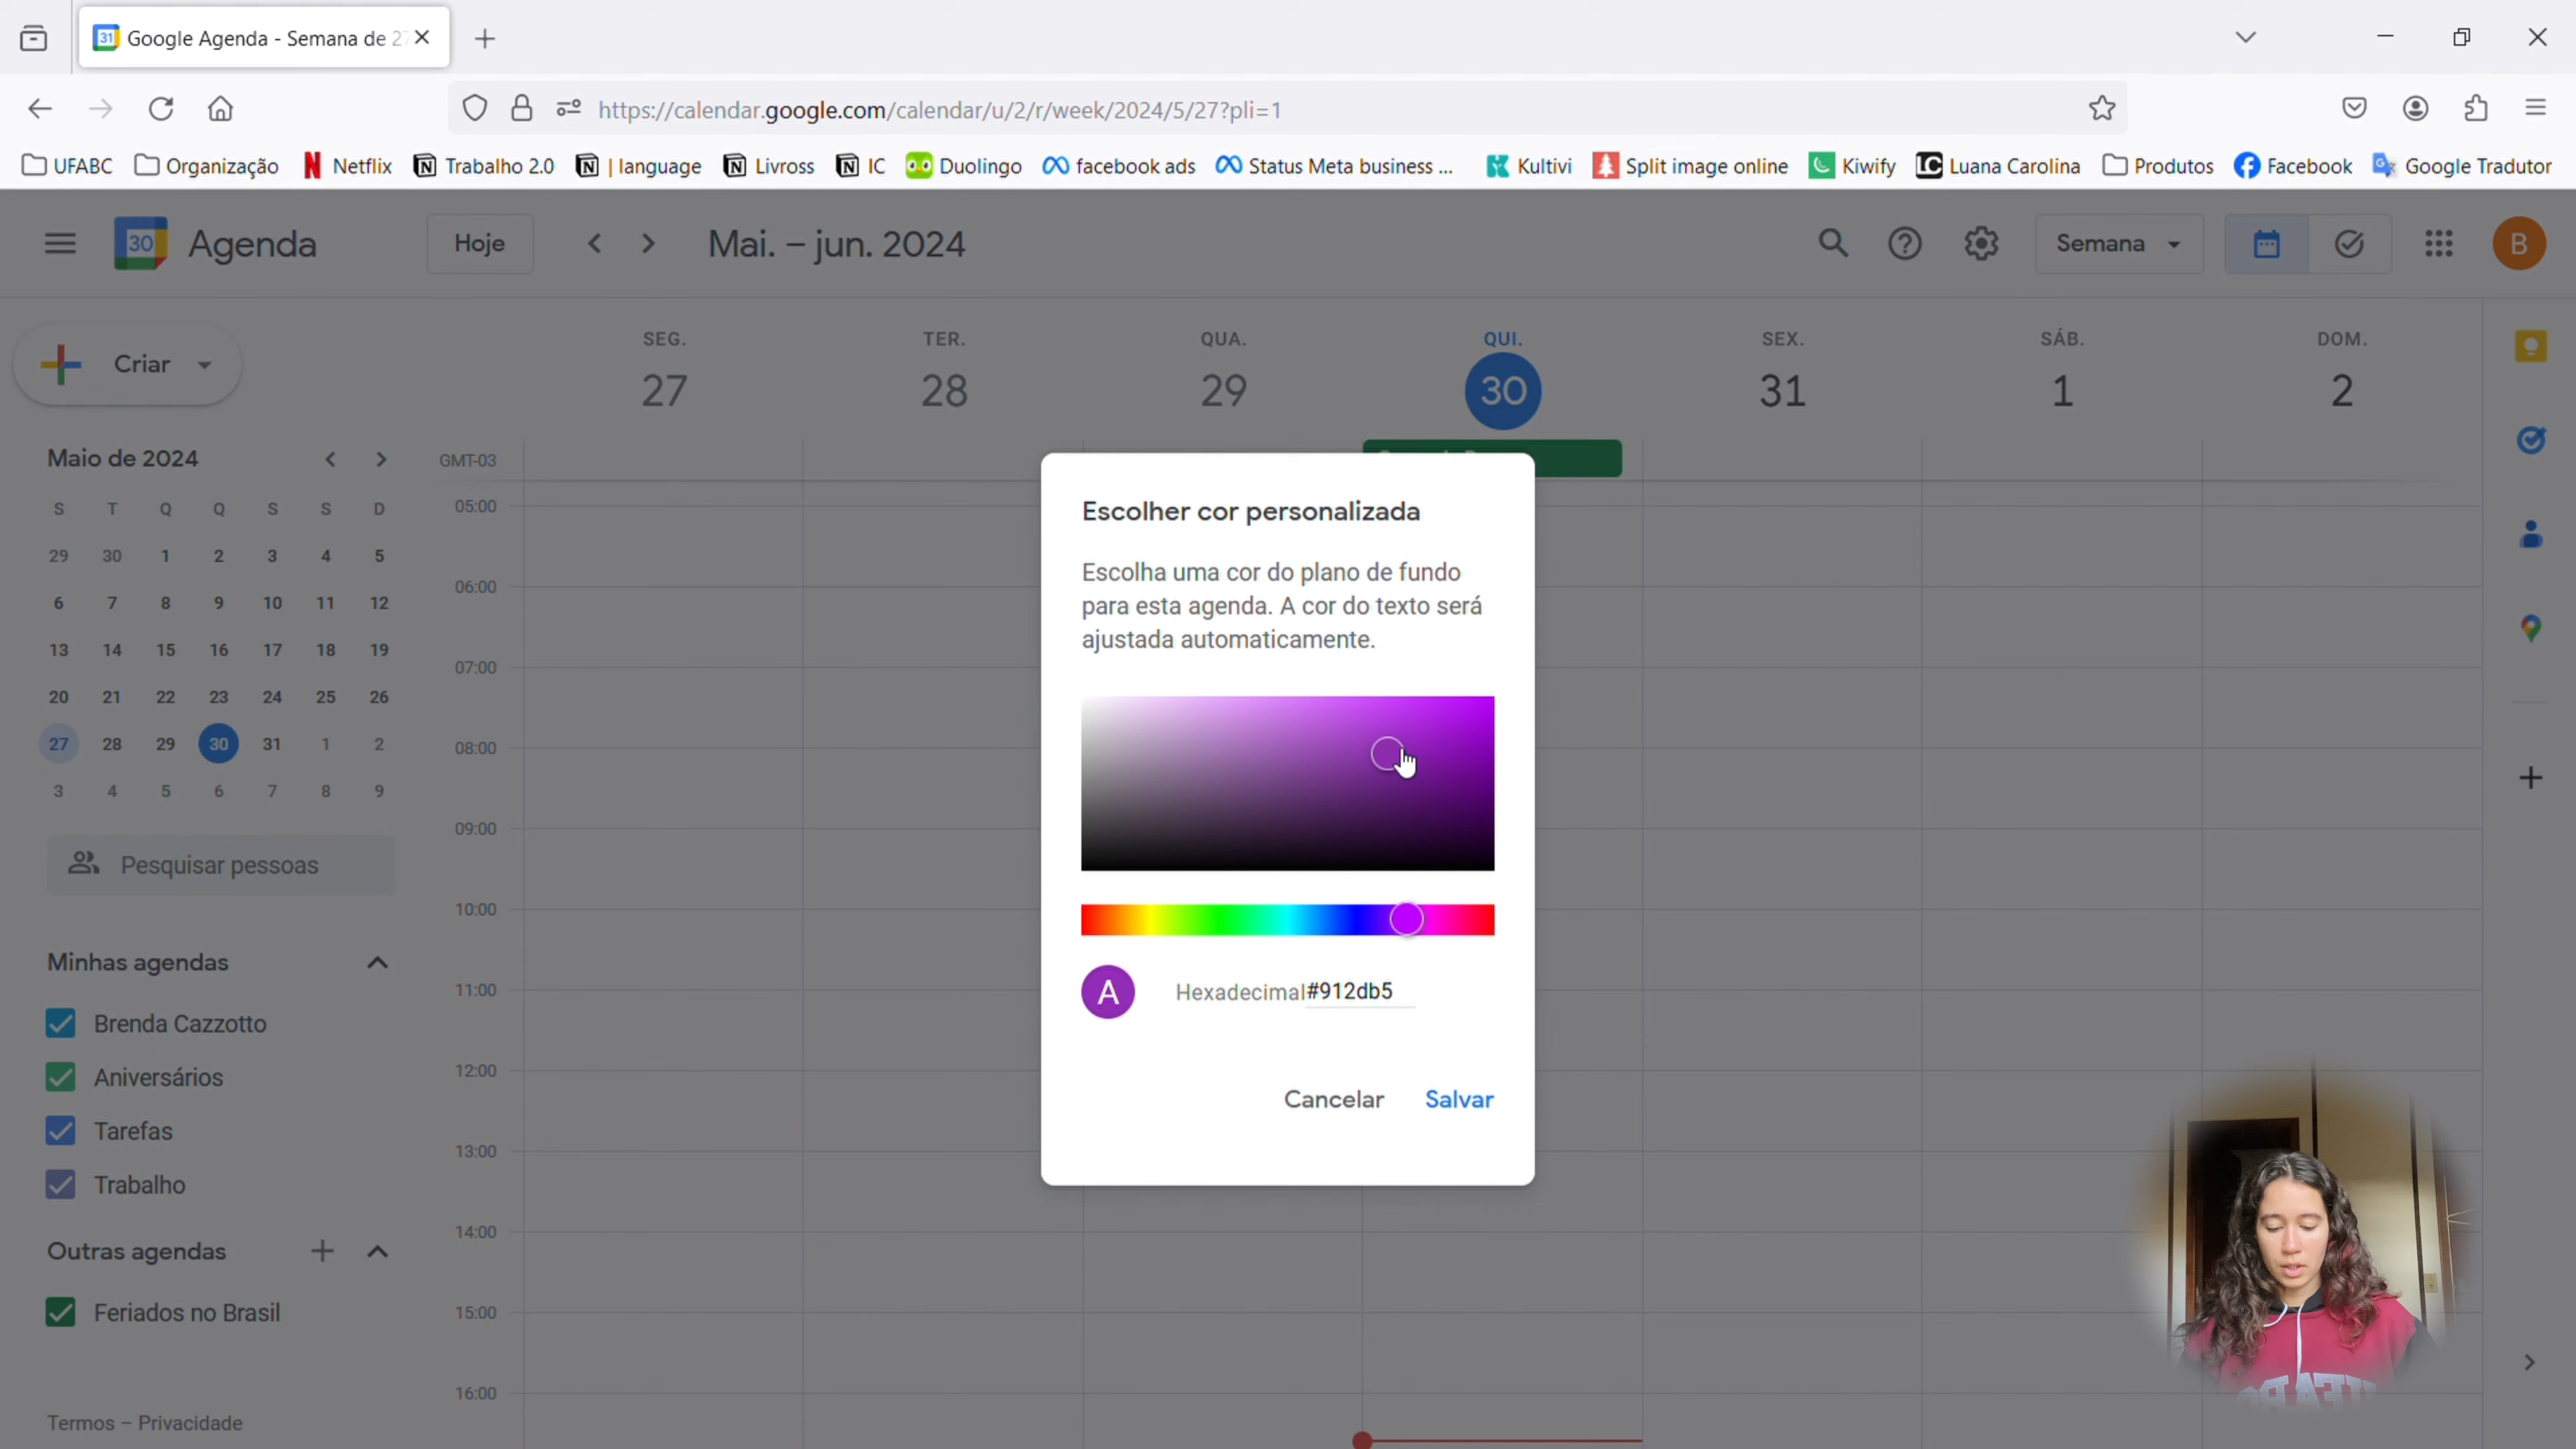 Google Agenda - Semana de 2
https://calendar.google.com/calendar/u/2/r/week/2024/5/27?pli=1
UFABC Organização Netflix Trabalho 2.0 | language Livross IC Duolingo facebook ads Status Meta business ... Kultivi Split image online Kiwify LC Luana Carolina Produtos Facebook Google Tradutor
30 Agenda Hoje Mai. – jun. 2024 Semana B
Criar
SEG. TER. QUA. QUI. SEX. SÁB. DOM.
27 28 29 30 31 1 2
Maio de 2024
S T Q Q S S D
29 30 1 2 3 4 5
6 7 8 9 10 11 12
13 14 15 16 17 18 19
20 21 22 23 24 25 26
27 28 29 30 31 1 2
3 4 5 6 7 8 9
Pesquisar pessoas
Minhas agendas
Brenda Cazzotto
Aniversários
Tarefas
Trabalho
Outras agendas
Feriados no Brasil
Termos – Privacidade
GMT-03
05:00
06:00
07:00
08:00
09:00
10:00
11:00
12:00
13:00
14:00
15:00
16:00
Escolher cor personalizada
Escolha uma cor do plano de fundo
para esta agenda. A cor do texto será
ajustada automaticamente.
A Hexadecimal #912db5
Cancelar Salvar